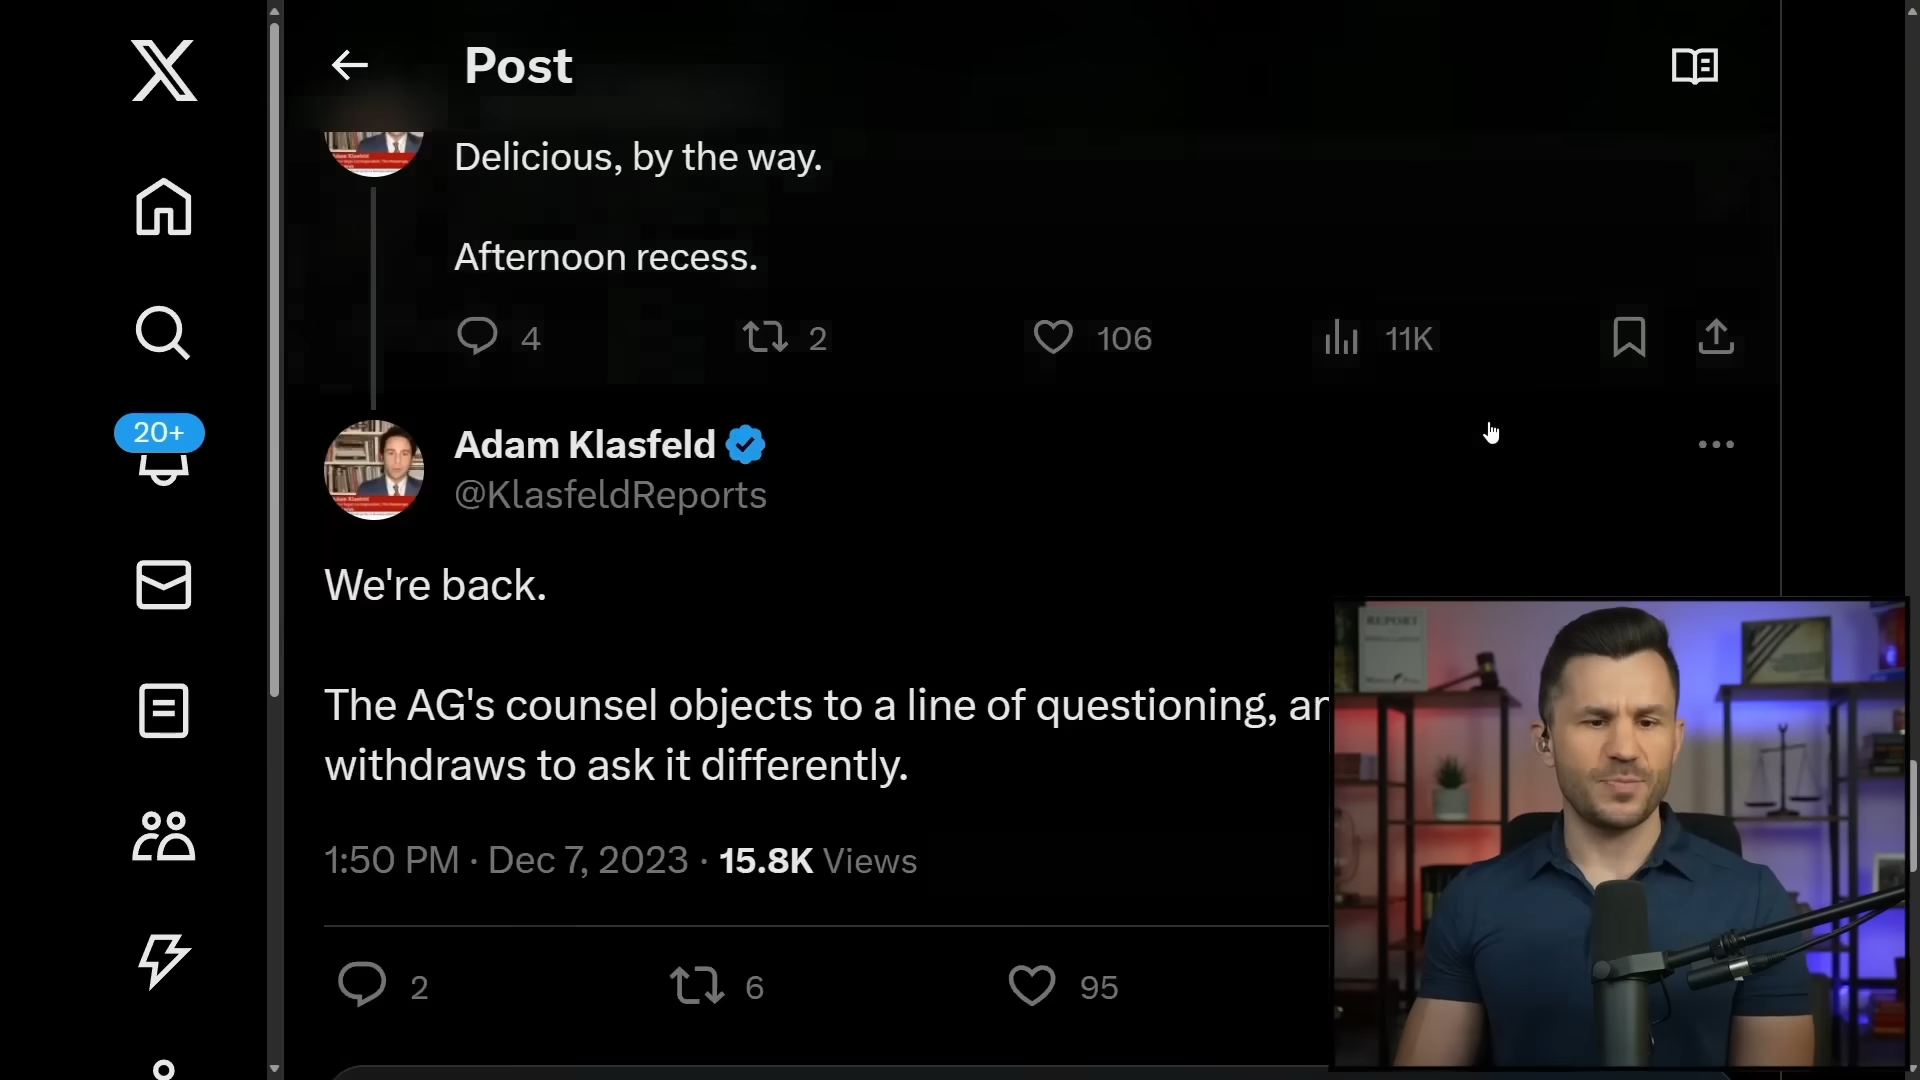 Post
Delicious, by the way.
Afternoon recess.
4
2
106
11K
20+
Adam Klasfeld
@KlasfeldReports
We're back.
The AG's counsel objects to a line of questioning,
withdraws to ask it differently.
1:50 PM · Dec 7, 2023 · 15.8K Views
2
6
95
REPORT